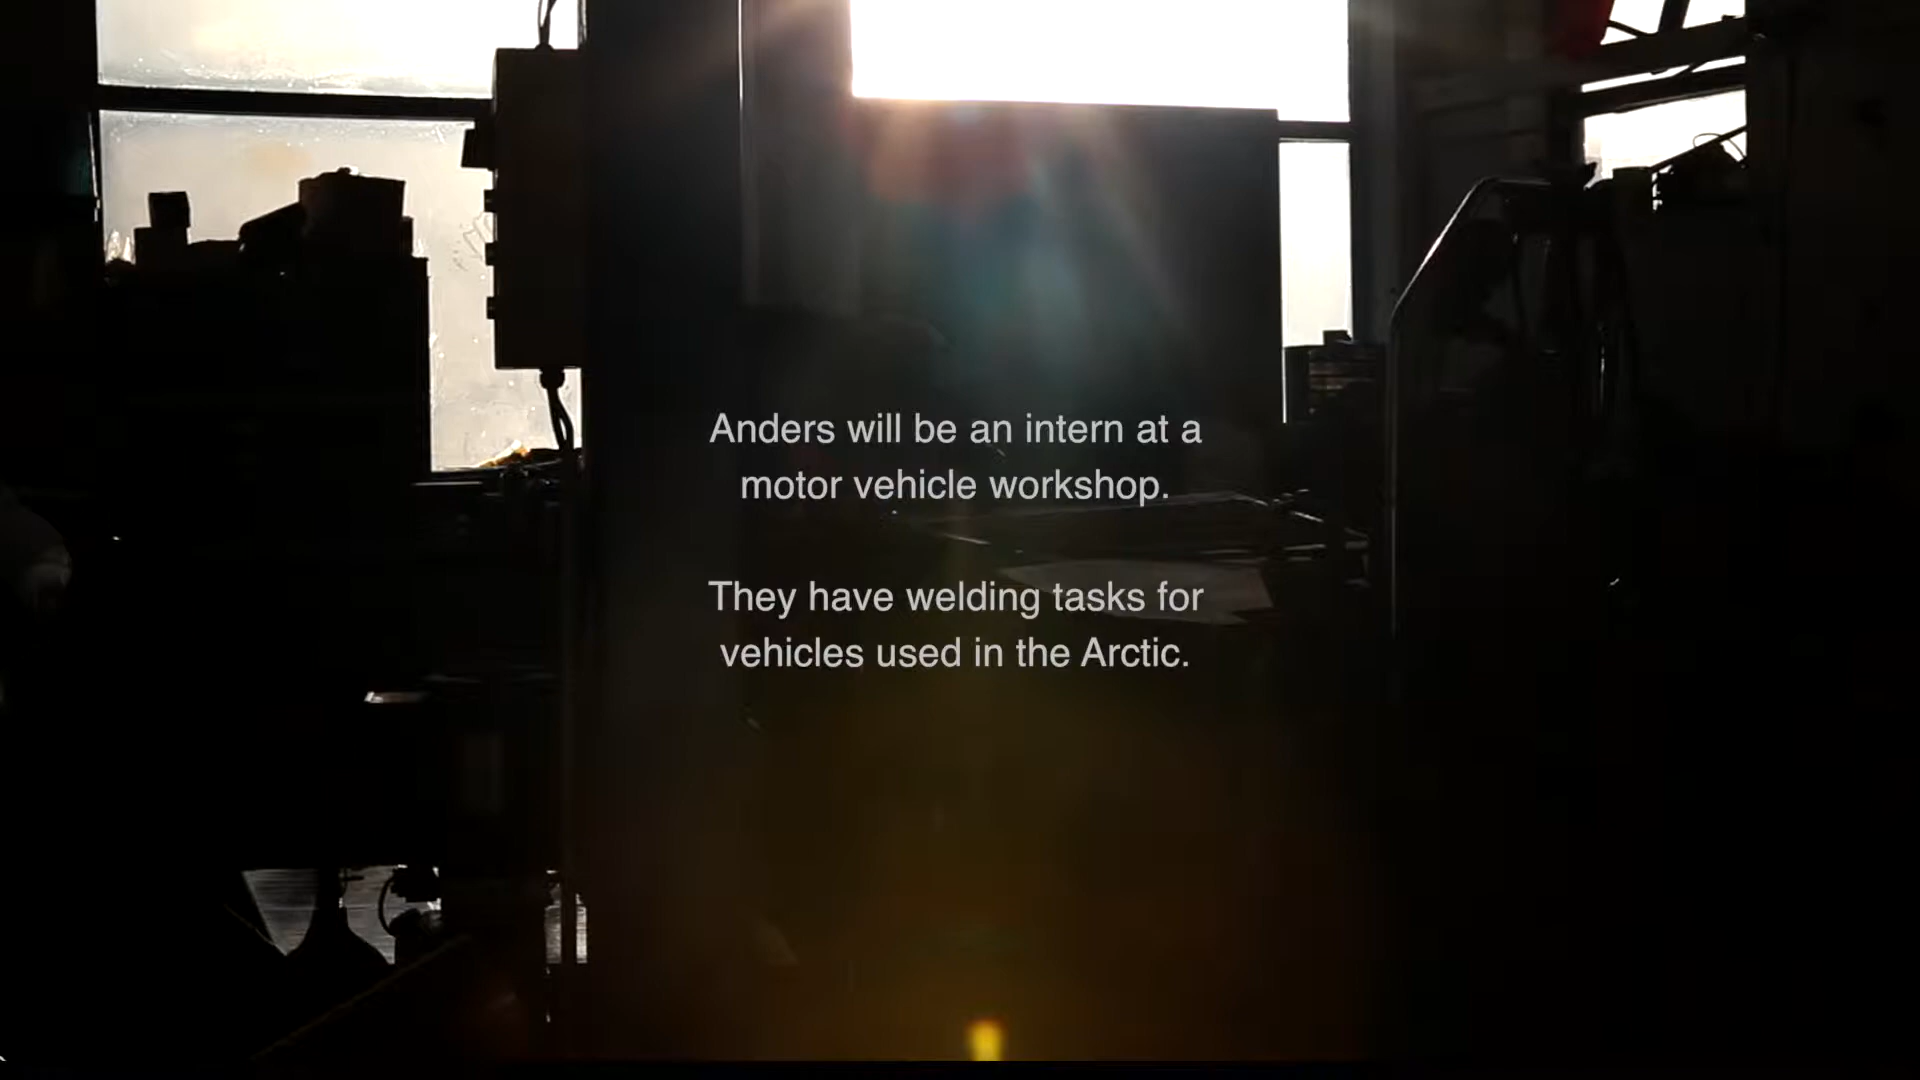 Anders will be an intern at a
motor vehicle workshop.
They have welding tasks for
vehicles used in the Arctic.